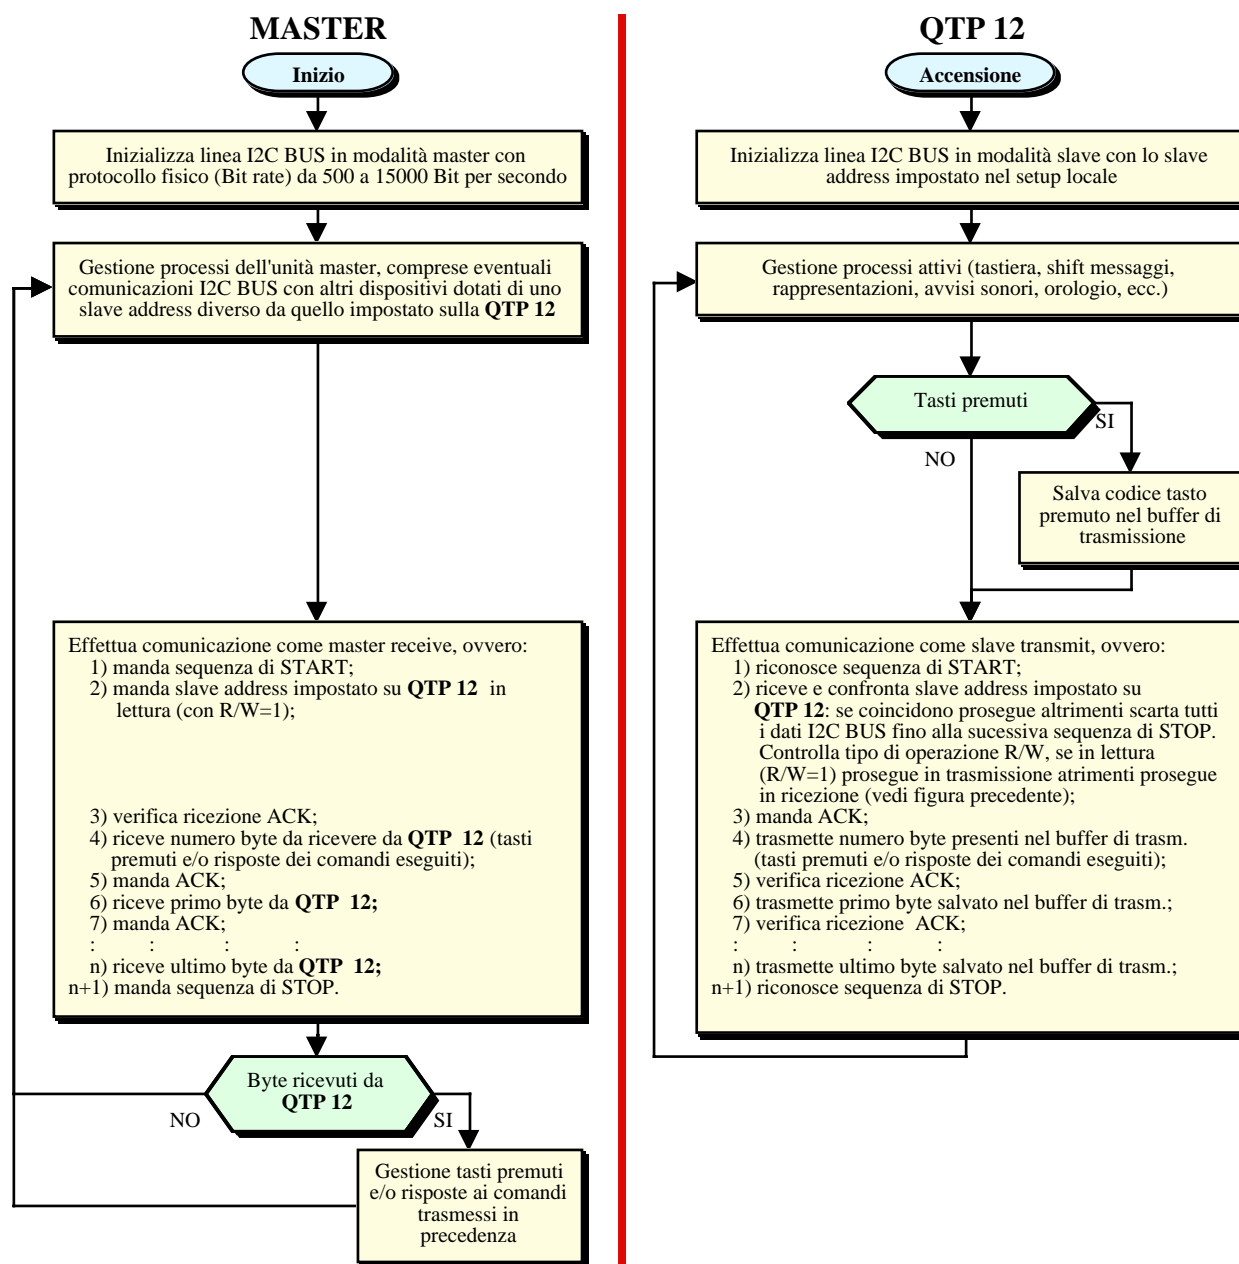 MASTER
Inizio
Inizializza linea I2C BUS in modalità master con
protocollo fisico (Bit rate) da 500 a 15000 Bit per secondo
Gestione processi dell'unità master, comprese eventuali
comunicazioni I2C BUS con altri dispositivi dotati di uno
slave address diverso da quello impostato sulla QTP 12
Effettua comunicazione come master receive, ovvero:
1) manda sequenza di START;
2) manda slave address impostato su QTP 12 in
lettura (con R/W=1);
3) verifica ricezione ACK;
4) riceve numero byte da ricevere da QTP 12 (tasti
premuti e/o risposte dei comandi eseguiti);
5) manda ACK;
6) riceve primo byte da QTP 12;
7) manda ACK;
: : : :
n) riceve ultimo byte da QTP 12;
n+1) manda sequenza di STOP.
Byte ricevuti da
QTP 12
NO
SI
Gestione tasti premuti
e/o risposte ai comandi
trasmessi in
precedenza
QTP 12
Accensione
Inizializza linea I2C BUS in modalità slave con lo slave
address impostato nel setup locale
Gestione processi attivi (tastiera, shift messaggi,
rappresentazioni, avvisi sonori, orologio, ecc.)
Tasti premuti
SI
NO
Salva codice tasto
premuto nel buffer di
trasmissione
Effettua comunicazione come slave transmit, ovvero:
1) riconosce sequenza di START;
2) riceve e confronta slave address impostato su
QTP 12: se coincidono prosegue altrimenti scarta tutti
i dati I2C BUS fino alla sucessiva sequenza di STOP.
Controlla tipo di operazione R/W, se in lettura
(R/W=1) prosegue in trasmissione atrimenti prosegue
in ricezione (vedi figura precedente);
3) manda ACK;
4) trasmette numero byte presenti nel buffer di trasm.
(tasti premuti e/o risposte dei comandi eseguiti);
5) verifica ricezione ACK;
6) trasmette primo byte salvato nel buffer di trasm.;
7) verifica ricezione ACK;
: : : :
n) trasmette ultimo byte salvato nel buffer di trasm.;
n+1) riconosce sequenza di STOP.